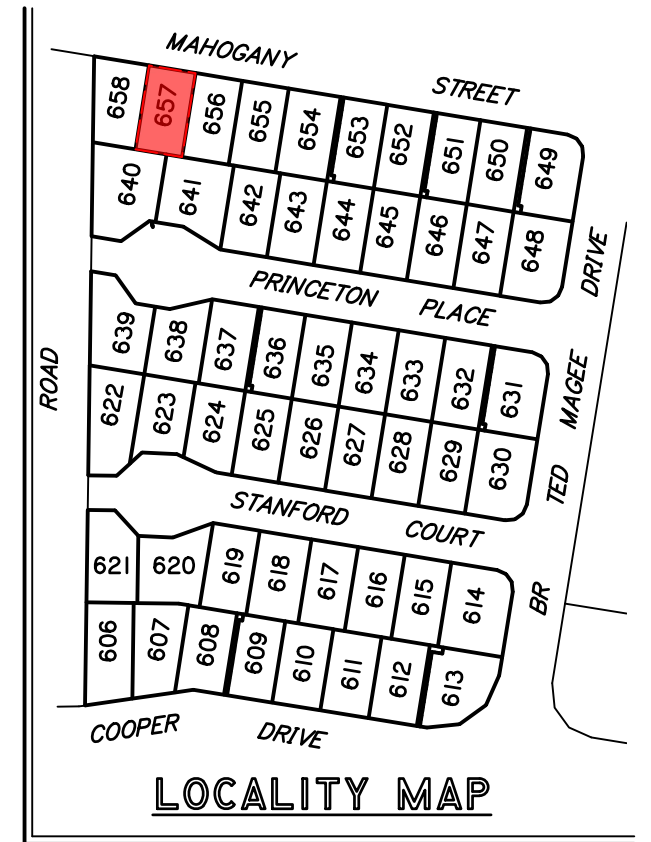 MAHOGANY STREET
658 657 656 655 654 653 652 651 650 649
640 641 642 643 644 645 646 647 648
PRINCETON PLACE
639 638 637 636 635 634 633 632 631
622 623 624 625 626 627 628 629 630
STANFORD COURT
621 620 619 618 617 616 615 614
606 607 608 609 610 611 612 613
COOPER DRIVE
ROAD
BR TED MAGEE DRIVE
LOCALITY MAP